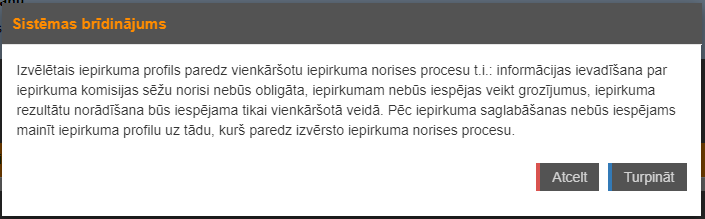 Sistēmas brīdinājums
Izvēlētais iepirkuma profils paredz vienkāršotu iepirkuma norises procesu t.i.: informācijas ievadīšana par
iepirkuma komisijas sēžu norisi nebūs obligāta, iepirkumam nebūs iespējas veikt grozījumus, iepirkuma
rezultātu norādīšana būs iespējama tikai vienkāršotā veidā. Pēc iepirkuma saglabāšanas nebūs iespējams
mainīt iepirkuma profilu uz tādu, kurš paredz izvērsto iepirkuma norises procesu.
Atcelt Turpināt